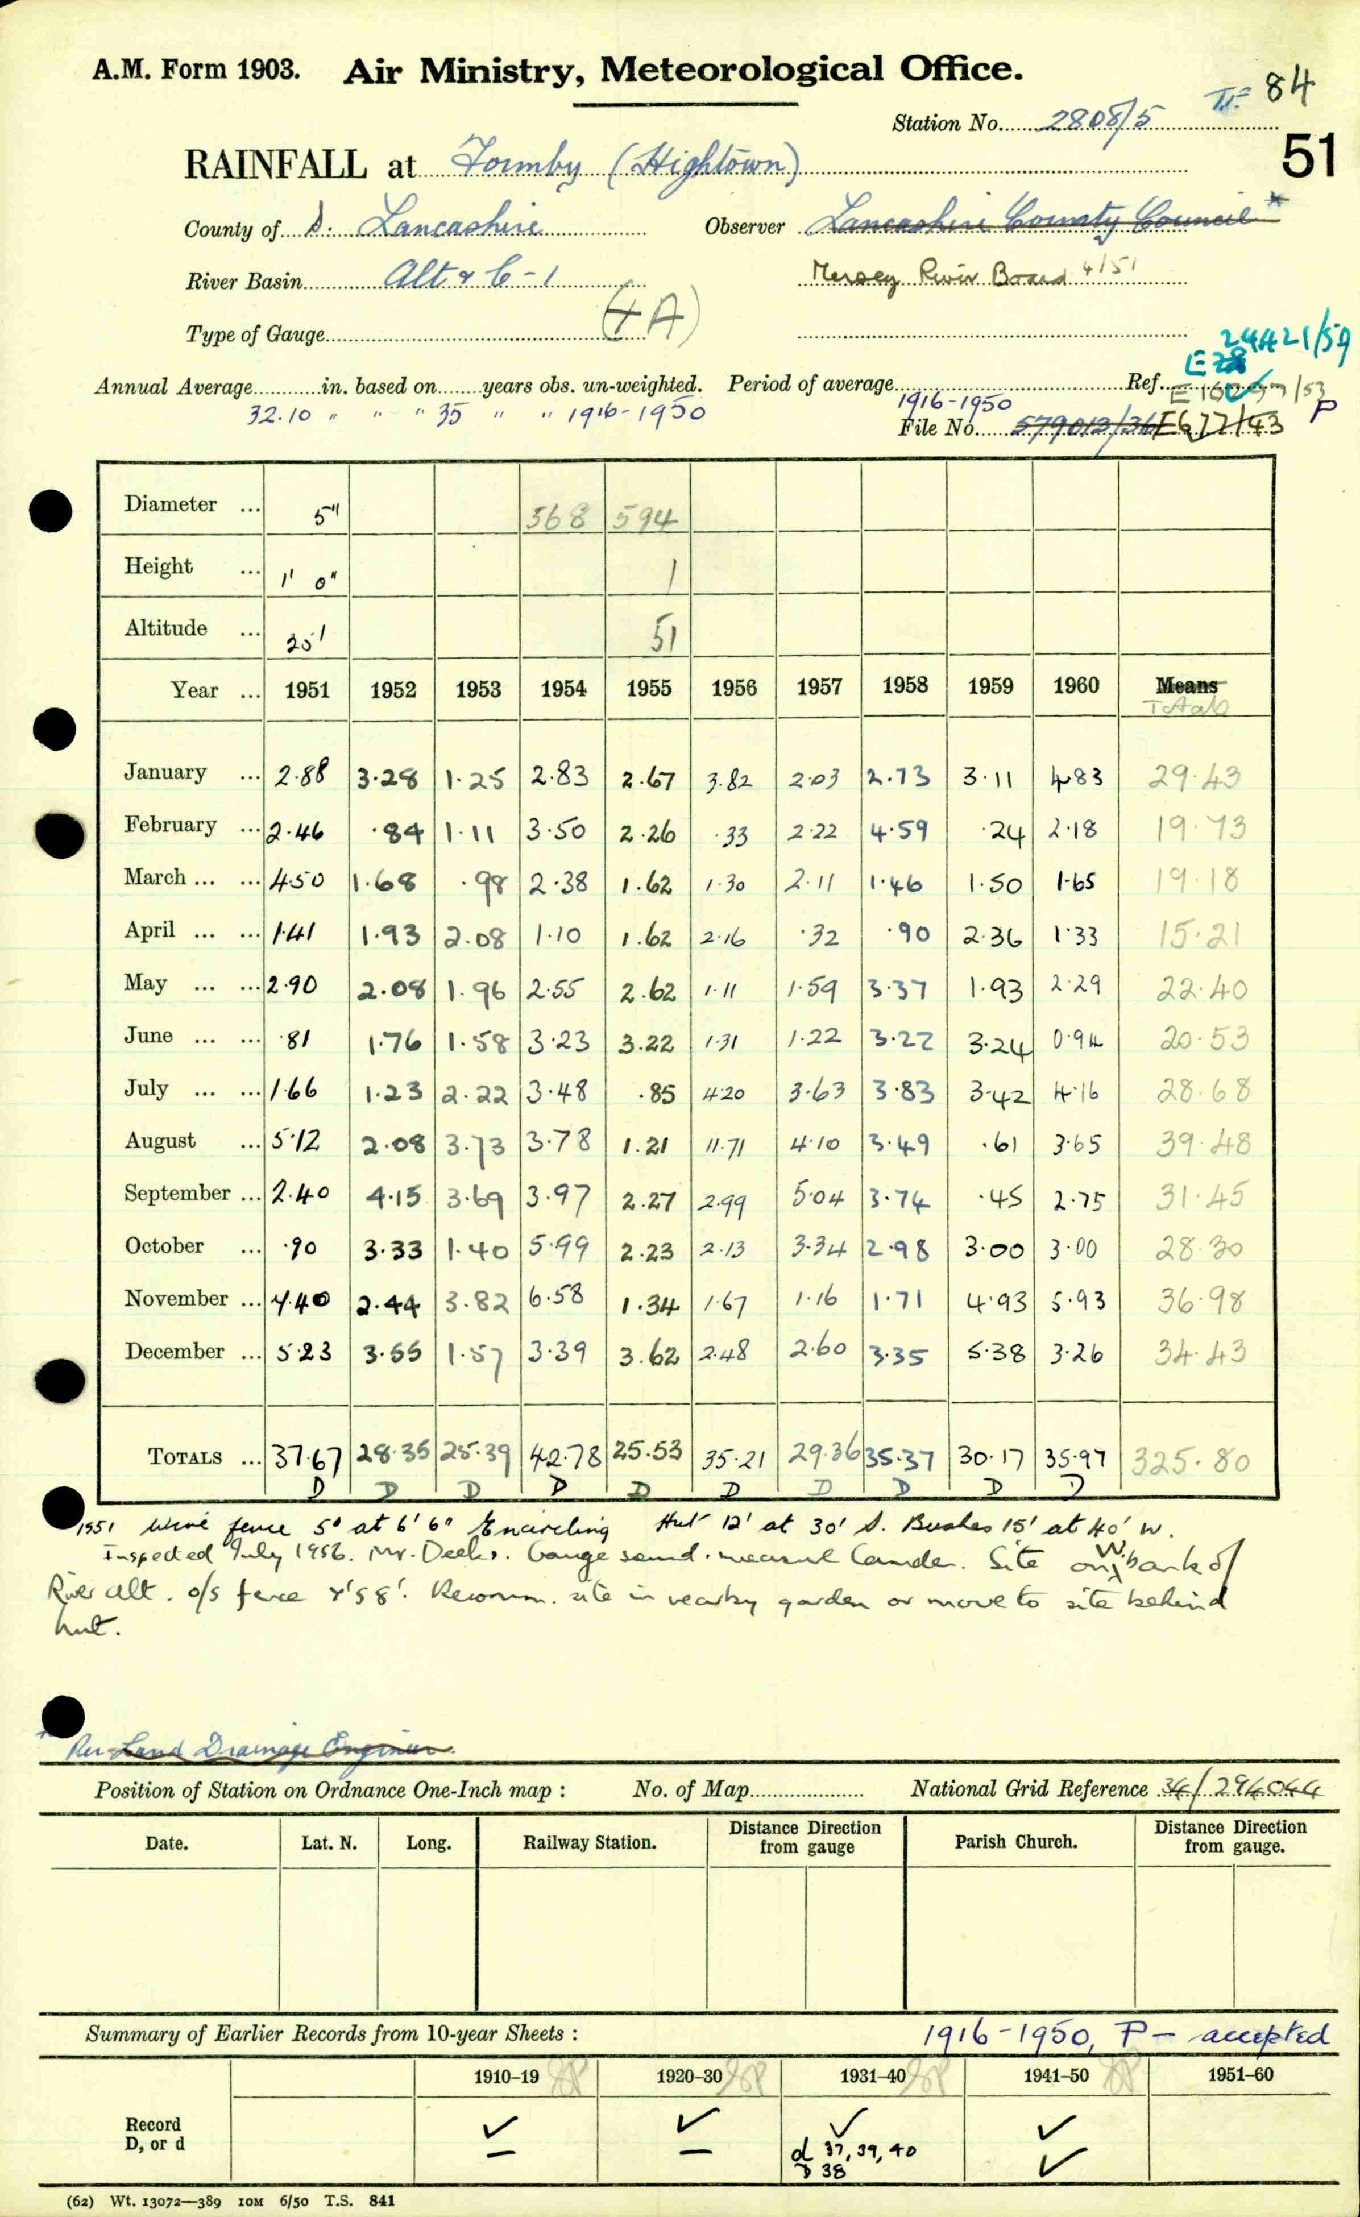 A.M. Form 1903. Air Ministry, Meteorological Office.
84
Station No. 2808/5
51
RAINFALL at Formby (Hightown)
County of S. Lancashire Observer Lancashire County Council *
River Basin Alt & C-1 Mersey River Board 4/51
Type of Gauge (4A)
24421/59
Annual Average in. based on years obs. un-weighted. Period of average Ref.
32.10 " " " 35 " " 1916-1950 1916-1950 P
File No. 579013/36 E677/43
Diameter ... 5" 368 594
Height ... 1' 0" 1
Altitude ... 25' 51
Year ... 1951 1952 1953 1954 1955 1956 1957 1958 1959 1960 Means
Totals
January ... 2.88 3.28 1.25 2.83 2.67 3.82 2.03 2.73 3.11 4.83 29.43
February ... 2.46 .84 1.11 3.50 2.26 .33 2.22 4.59 .24 2.18 19.73
March ... ... 4.50 1.68 .98 2.38 1.62 1.30 2.11 1.46 1.50 1.65 19.18
April ... ... 1.41 1.93 2.08 1.10 1.62 2.16 .32 .90 2.36 1.33 15.21
May ... ... 2.90 2.08 1.96 2.55 2.62 1.11 1.59 3.37 1.93 2.29 22.40
June ... ... .81 1.76 1.58 3.23 3.22 1.31 1.22 3.22 3.24 0.94 20.53
July ... ... 1.66 1.23 2.22 3.48 .85 4.20 3.63 3.83 3.42 4.16 28.68
August ... 5.12 2.08 3.73 3.78 1.21 11.71 4.10 3.49 .61 3.65 39.48
September ... 2.40 4.15 3.69 3.97 2.27 2.99 5.04 3.74 .45 2.75 31.45
October ... .90 3.33 1.40 5.99 2.23 2.13 3.34 2.98 3.00 3.00 28.30
November ... 7.40 2.44 3.82 6.58 1.34 1.67 1.16 1.71 4.93 5.93 36.98
December ... 5.23 3.55 1.57 3.39 3.62 2.48 2.60 3.35 5.38 3.26 34.43
TOTALS ... 37.67 28.35 25.39 42.78 25.53 35.21 29.36 35.37 30.17 35.97 325.80
D D D D D D D D D D
1951 Wire fence 5' at 6' 6" Encircling Hut 12' at 30' S. Bushes 15' at 40' W.
Inspected July 1956. Mr. Deeks. Gauge sound. measure Camden. Site on W. bank of
River Alt. o/s fence 4'58'. Recomm. site in nearby garden or move to site behind
hut.
* Per Land Drainage Engineer.
Position of Station on Ordnance One-Inch map : No. of Map National Grid Reference 34/294044
Date. Lat. N. Long. Railway Station. Distance Direction from gauge Parish Church. Distance Direction from gauge.
Summary of Earlier Records from 10-year Sheets : 1916-1950, P - accepted
1910–19 1920–30 1931–40 1941–50 1951–60
Record ✓ ✓ ✓ ✓
D, or d – – d 37, 39, 40 ✓
D 38
(62) Wt. 13072—389 10M 6/50 T.S. 841